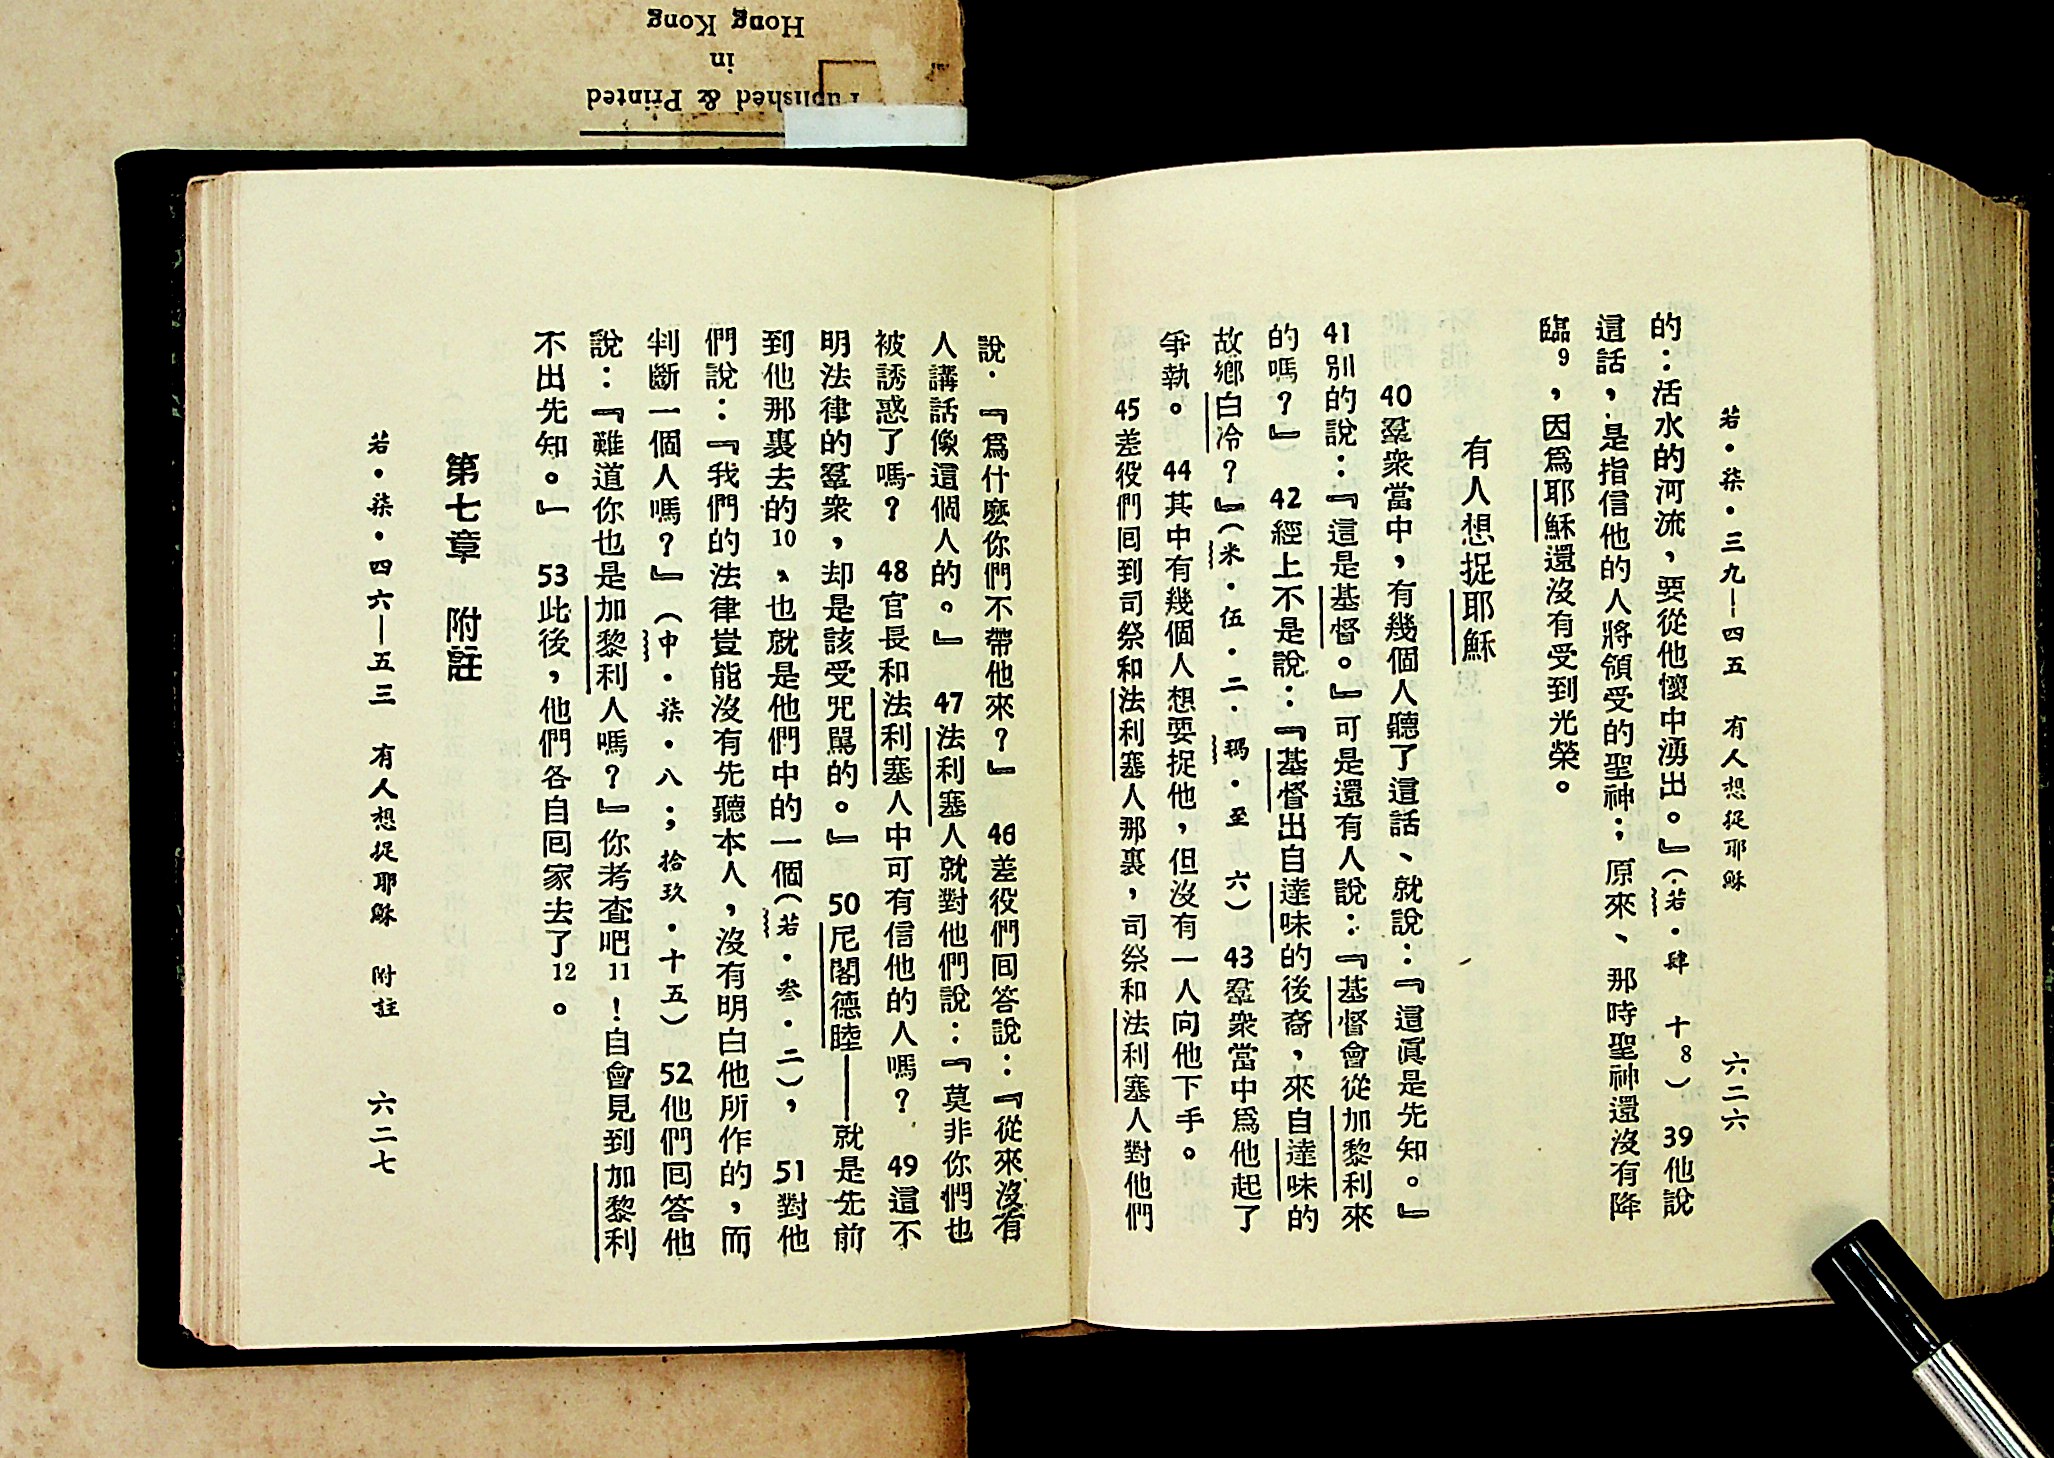 若·柒·三九—四五　有人想捉耶穌　六二六
的：活水的河流，要從他懷中湧出。』（若·肆　十8）　39他說
這話，是指信他的人將領受的聖神；原來、那時聖神還沒有降
臨9，因爲耶穌還沒有受到光榮。
有人想捉耶穌
40羣衆當中，有幾個人聽了這話、就說：『這眞是先知。』
41別的說：『這是基督。』可是還有人說：『基督會從加黎利來
的嗎？』　42經上不是說：『基督出自達味的後裔，來自達味的
故鄉白冷？』（米·伍·二·瑪·至　六）　43羣衆當中爲他起了
爭執。　44其中有幾個人想要捉他，但沒有一人向他下手。
45差役們回到司祭和法利塞人那裏，司祭和法利塞人對他們
說·『爲什麽你們不帶他來？』　46差役們回答說：『從來沒有
人講話像這個人的。』　47法利塞人就對他們說：『莫非你們也
被誘惑了嗎？　48官長和法利塞人中可有信他的人嗎？　49這不
明法律的羣衆，却是該受咒駡的。』　50尼閣德睦——就是先前
到他那裏去的10，也就是他們中的一個（若·叁·二），　51對他
們說：『我們的法律豈能沒有先聽本人，沒有明白他所作的，而
判斷一個人嗎？』（申·柒·八；拾玖·十五）　52他們回答他
說：『難道你也是加黎利人嗎？』你考查吧11！自會見到加黎利
不出先知。』　53此後，他們各自回家去了12。
第七章　附註
若·柒·四六—五三　有人想捉耶穌　附註　六二七
Published & Printed
in
Hong Kong